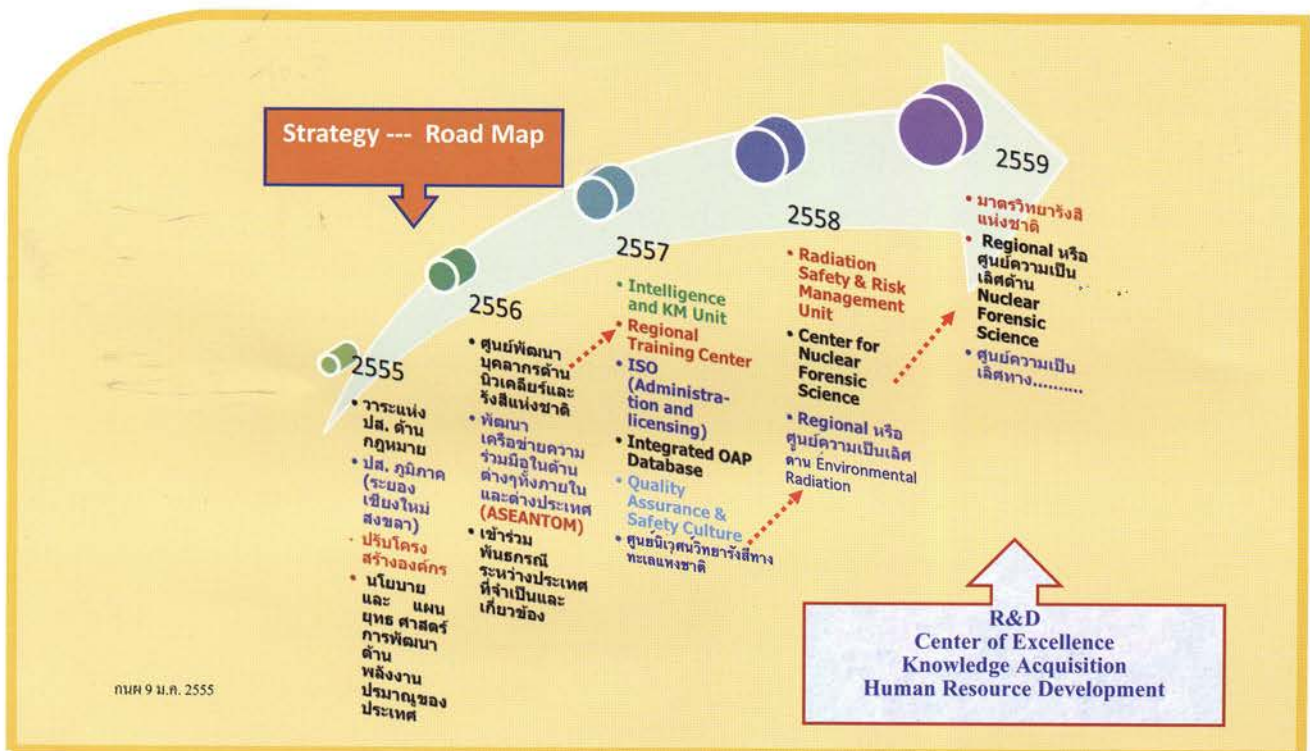 Strategy --- Road Map
2555
• วาระแห่ง
ปส. ด้าน
กฎหมาย
• ปส. ภูมิภาค
(ระยอง
เชียงใหม่
สงขลา)
• ปรับโครง
สร้างองค์กร
• นโยบาย
และ แผน
ยุทธ ศาสตร์
การพัฒนา
ด้าน
พลังงาน
ปรมาณูของ
ประเทศ
2556
• ศูนย์พัฒนา
บุคลากรด้าน
นิวเคลียร์และ
รังสีแห่งชาติ
• พัฒนา
เครือข่ายความ
ร่วมมือในด้าน
ต่างๆทั้งภายใน
และต่างประเทศ
(ASEANTOM)
• เข้าร่วม
พันธกรณี
ระหว่างประเทศ
ที่จำเป็นและ
เกี่ยวข้อง
2557
• Intelligence
and KM Unit
• Regional
Training Center
• ISO
(Administra-
tion and
licensing)
• Integrated OAP
Database
• Quality
Assurance &
Safety Culture
• ศูนย์นิเวศน์วิทยารังสีทาง
ทะเลแห่งชาติ
2558
• Radiation
Safety & Risk
Management
Unit
• Center for
Nuclear
Forensic
Science
• Regional หรือ
ศูนย์ความเป็นเลิศ
ด้าน Environmental
Radiation
2559
• มาตรวิทยารังสี
แห่งชาติ
• Regional หรือ
ศูนย์ความเป็น
เลิศด้าน
Nuclear
Forensic
Science
• ศูนย์ความเป็น
เลิศทาง..........
R&D
Center of Excellence
Knowledge Acquisition
Human Resource Development
กนผ 9 ม.ค. 2555